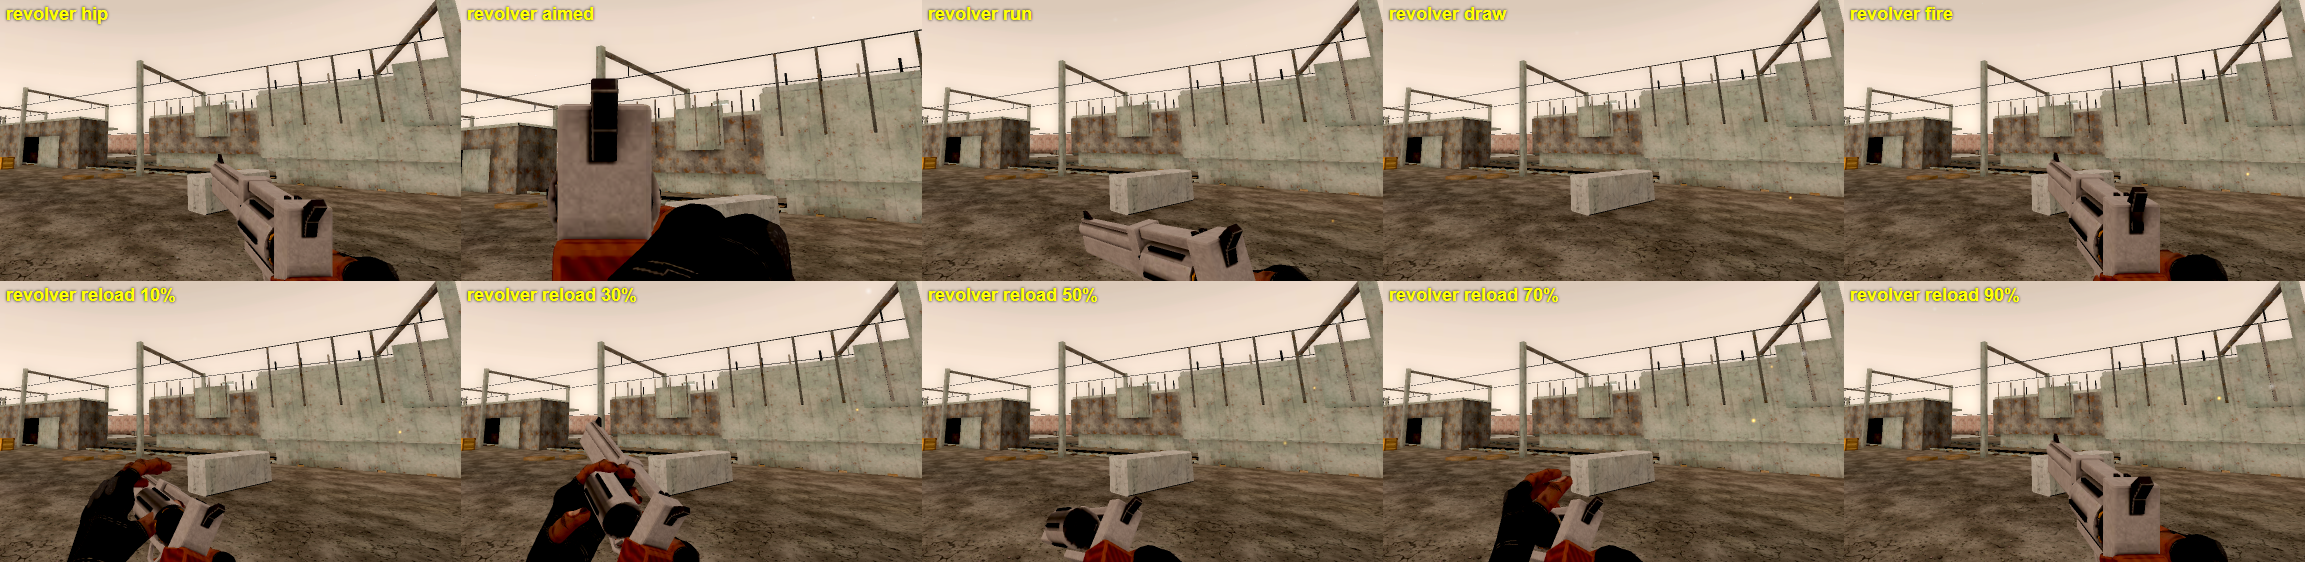 revolver hip
revolver aimed
revolver run
revolver draw
revolver fire
revolver reload 10%
revolver reload 30%
revolver reload 50%
revolver reload 70%
revolver reload 90%